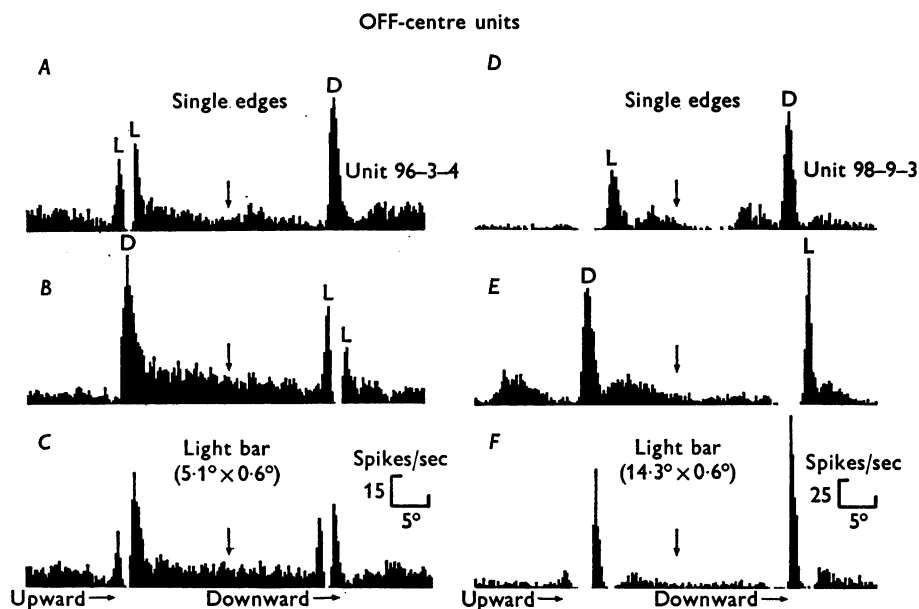 OFF-centre units
A
Single edges
L
L
D
Unit 96–3–4
B
D
L
L
C
Light bar
(5·1° × 0·6°)
Spikes/sec
15
5°
Upward→
Downward→
D
Single edges
L
D
Unit 98–9–3
E
D
L
F
Light bar
(14·3° × 0·6°)
Spikes/sec
25
5°
Upward→
Downward→